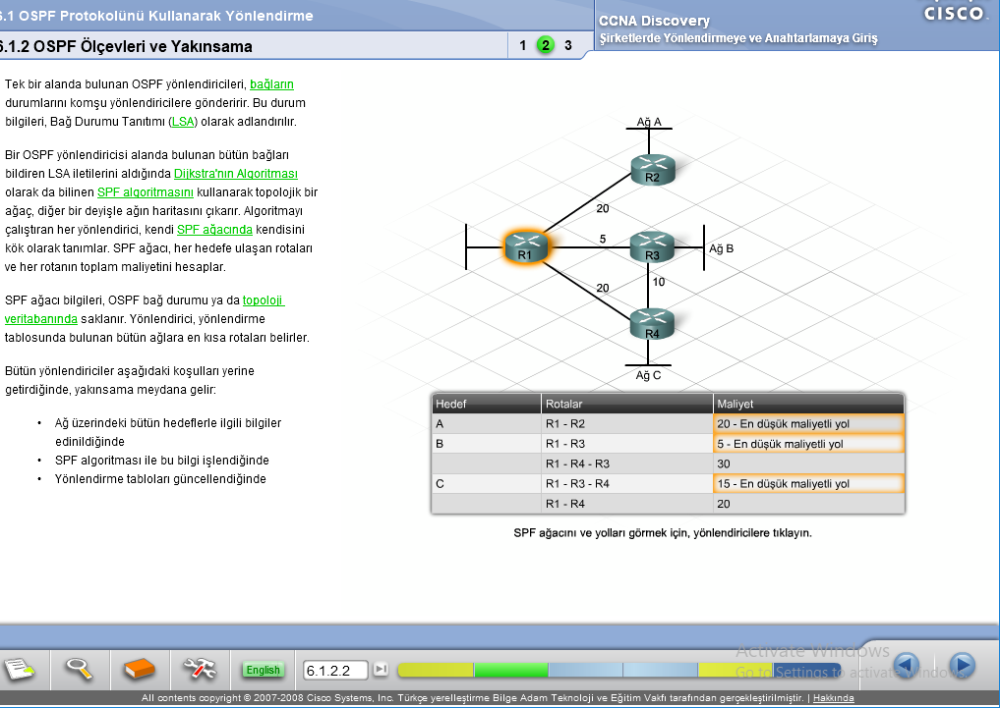 6.1 OSPF Protokolünü Kullanarak Yönlendirme
CISCO
CCNA Discovery
Şirketlerde Yönlendirmeye ve Anahtarlamaya Giriş
6.1.2 OSPF Ölçevleri ve Yakınsama
1 2 3
Tek bir alanda bulunan OSPF yönlendiricileri, bağların
durumlarını komşu yönlendiricilere gönderirir. Bu durum
bilgileri, Bağ Durumu Tanıtımı (LSA) olarak adlandırılır.
Bir OSPF yönlendiricisi alanda bulunan bütün bağları
bildiren LSA iletilerini aldığında Dijkstra'nın Algoritması
olarak da bilinen SPF algoritmasını kullanarak topolojik bir
ağaç, diğer bir deyişle ağın haritasını çıkarır. Algoritmayı
çalıştıran her yönlendirici, kendi SPF ağacında kendisini
kök olarak tanımlar. SPF ağacı, her hedefe ulaşan rotaları
ve her rotanın toplam maliyetini hesaplar.
SPF ağacı bilgileri, OSPF bağ durumu ya da topoloji
veritabanında saklanır. Yönlendirici, yönlendirme
tablosunda bulunan bütün ağlara en kısa rotaları belirler.
Bütün yönlendiriciler aşağıdaki koşulları yerine
getirdiğinde, yakınsama meydana gelir:
• Ağ üzerindeki bütün hedeflerle ilgili bilgiler
edinildiğinde
• SPF algoritması ile bu bilgi işlendiğinde
• Yönlendirme tabloları güncellendiğinde
Ağ A
R2
20
5
R1
R3
Ağ B
20
10
R4
Ağ C
Hedef Rotalar Maliyet
A R1 - R2 20 - En düşük maliyetli yol
B R1 - R3 5 - En düşük maliyetli yol
R1 - R4 - R3 30
C R1 - R3 - R4 15 - En düşük maliyetli yol
R1 - R4 20
SPF ağacını ve yolları görmek için, yönlendiricilere tıklayın.
Activate Windows
Go to Settings to activate Windows.
English
6.1.2.2
All contents copyright © 2007-2008 Cisco Systems, Inc. Türkçe yerelleştirme Bilge Adam Teknoloji ve Eğitim Vakfı tarafından gerçekleştirilmiştir. | Hakkında